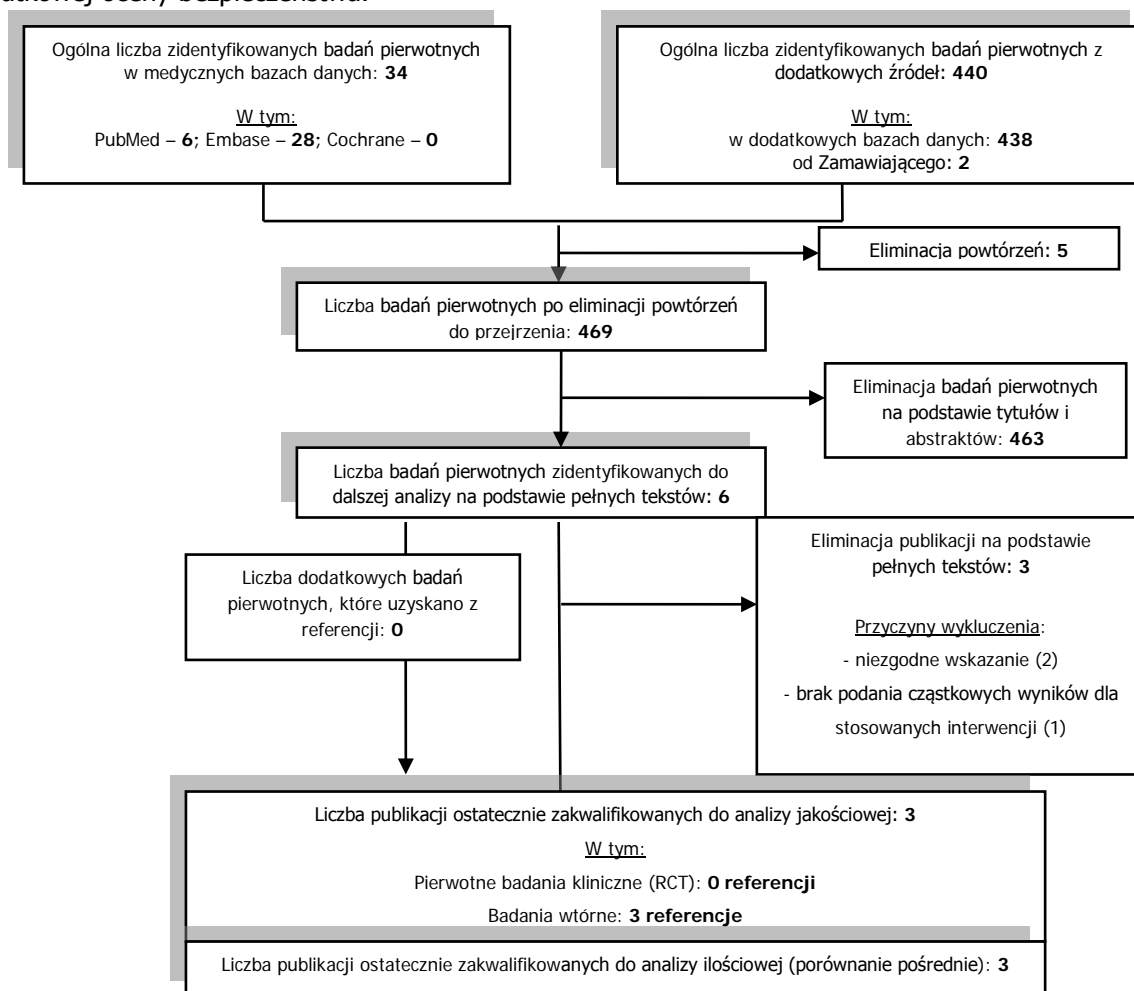 Ogólna liczba zidentyfikowanych badań pierwotnych
w medycznych bazach danych: 34
W tym:
PubMed – 6; Embase – 28; Cochrane – 0
Ogólna liczba zidentyfikowanych badań pierwotnych z
dodatkowych źródeł: 440
W tym:
w dodatkowych bazach danych: 438
od Zamawiającego: 2
Eliminacja powtórzeń: 5
Liczba badań pierwotnych po eliminacji powtórzeń
do przejrzenia: 469
Eliminacja badań pierwotnych
na podstawie tytułów i
abstraktów: 463
Liczba badań pierwotnych zidentyfikowanych do
dalszej analizy na podstawie pełnych tekstów: 6
Liczba dodatkowych badań
pierwotnych, które uzyskano z
referencji: 0
Eliminacja publikacji na podstawie
pełnych tekstów: 3
Przyczyny wykluczenia:
- niezgodne wskazanie (2)
- brak podania cząstkowych wyników dla
stosowanych interwencji (1)
Liczba publikacji ostatecznie zakwalifikowanych do analizy jakościowej: 3
W tym:
Pierwotne badania kliniczne (RCT): 0 referencji
Badania wtórne: 3 referencje
Liczba publikacji ostatecznie zakwalifikowanych do analizy ilościowej (porównanie pośrednie): 3